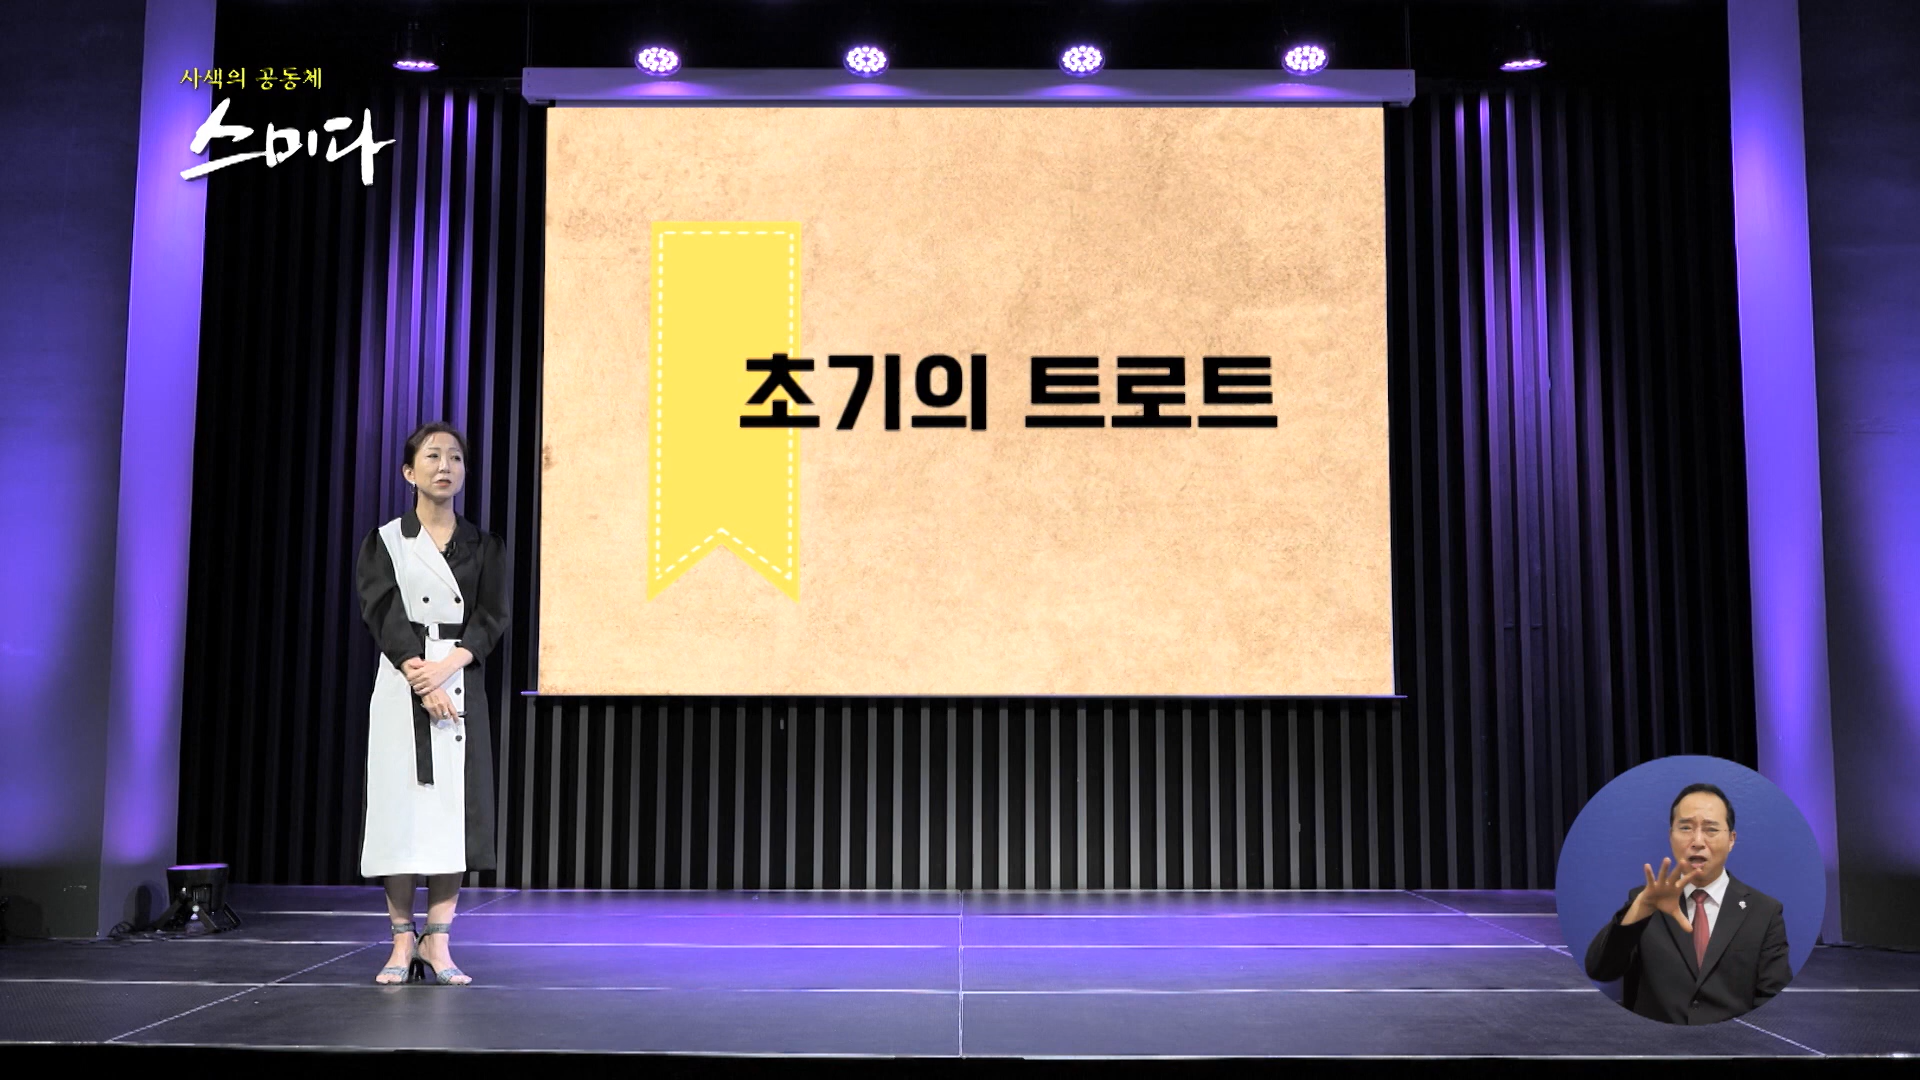 사색의 공동체
스미다
초기의 트로트